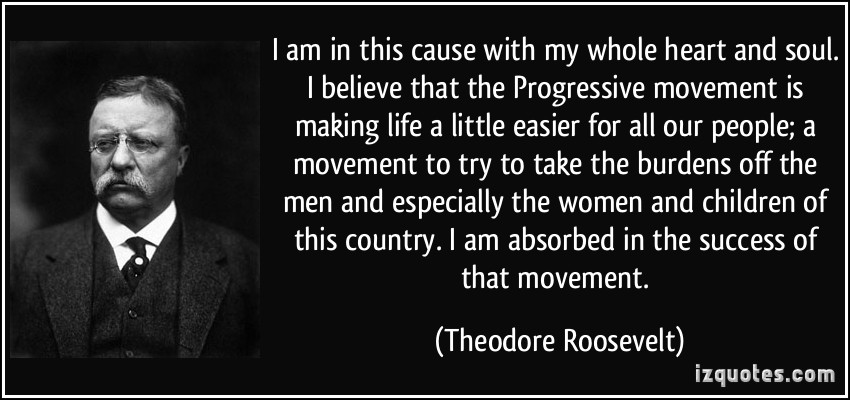 I am in this cause with my whole heart and soul.
I believe that the Progressive movement is
making life a little easier for all our people; a
movement to try to take the burdens off the
men and especially the women and children of
this country. I am absorbed in the success of
that movement.
(Theodore Roosevelt)
izquotes.com